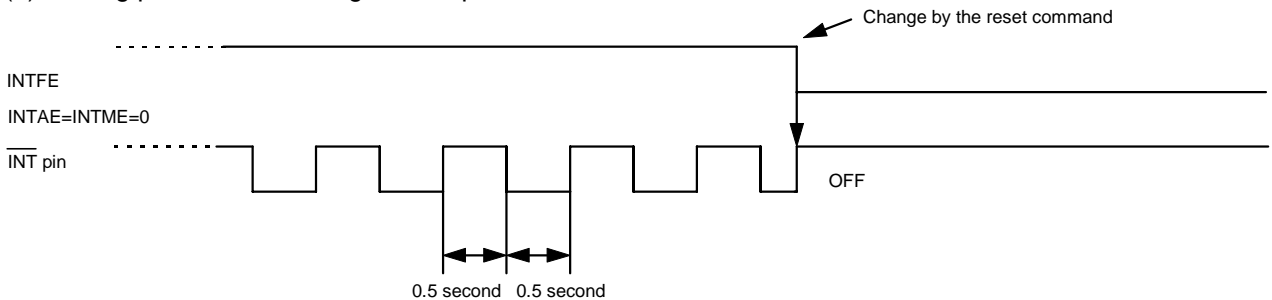 Change by the reset command
INTFE
INTAE=INTME=0
INT pin
OFF
0.5 second 0.5 second